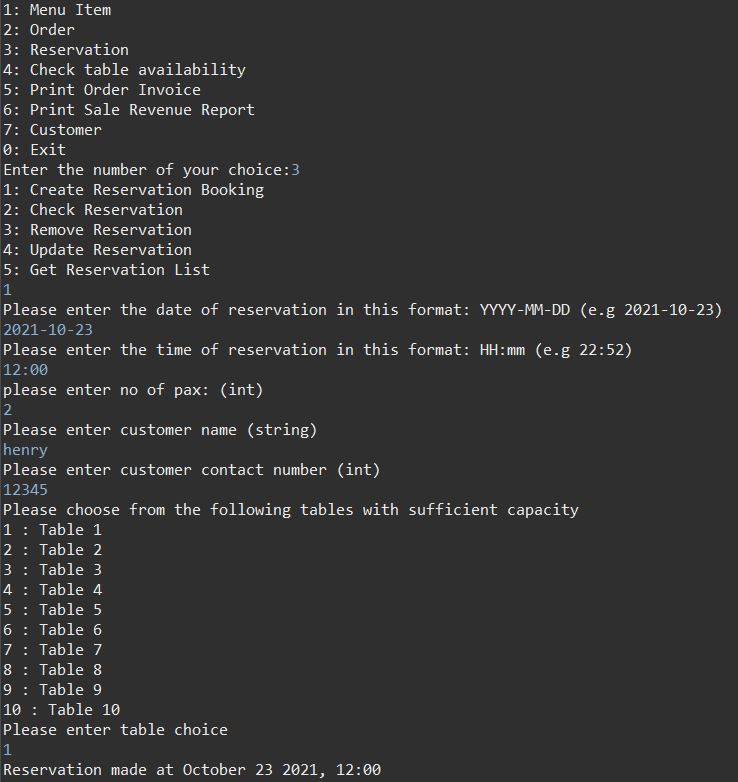 1: Menu Item
2: Order
3: Reservation
4: Check table availability
5: Print Order Invoice
6: Print Sale Revenue Report
7: Customer
0: Exit
Enter the number of your choice:3
1: Create Reservation Booking
2: Check Reservation
3: Remove Reservation
4: Update Reservation
5: Get Reservation List
1
Please enter the date of reservation in this format: YYYY-MM-DD (e.g 2021-10-23)
2021-10-23
Please enter the time of reservation in this format: HH:mm (e.g 22:52)
12:00
please enter no of pax: (int)
2
Please enter customer name (string)
henry
Please enter customer contact number (int)
12345
Please choose from the following tables with sufficient capacity
1 : Table 1
2 : Table 2
3 : Table 3
4 : Table 4
5 : Table 5
6 : Table 6
7 : Table 7
8 : Table 8
9 : Table 9
10 : Table 10
Please enter table choice
1
Reservation made at October 23 2021, 12:00